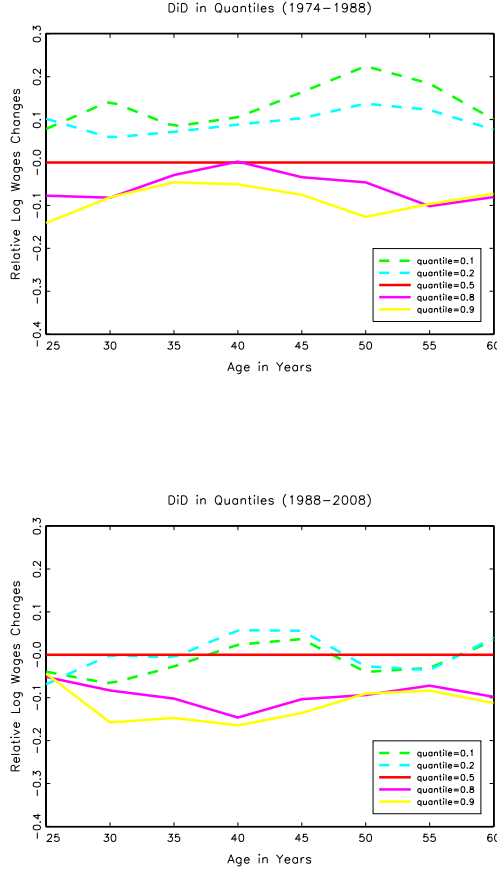 DiD in Quantiles (1974-1988)
Relative Log Wages Changes
0.3
0.2
0.1
-0.0
-0.1
-0.2
-0.3
-0.4
quantile=0.1
quantile=0.2
quantile=0.5
quantile=0.8
quantile=0.9
25 30 35 40 45 50 55 60
Age in Years
DiD in Quantiles (1988-2008)
Relative Log Wages Changes
0.3
0.2
0.1
-0.0
-0.1
-0.2
-0.3
-0.4
quantile=0.1
quantile=0.2
quantile=0.5
quantile=0.8
quantile=0.9
25 30 35 40 45 50 55 60
Age in Years